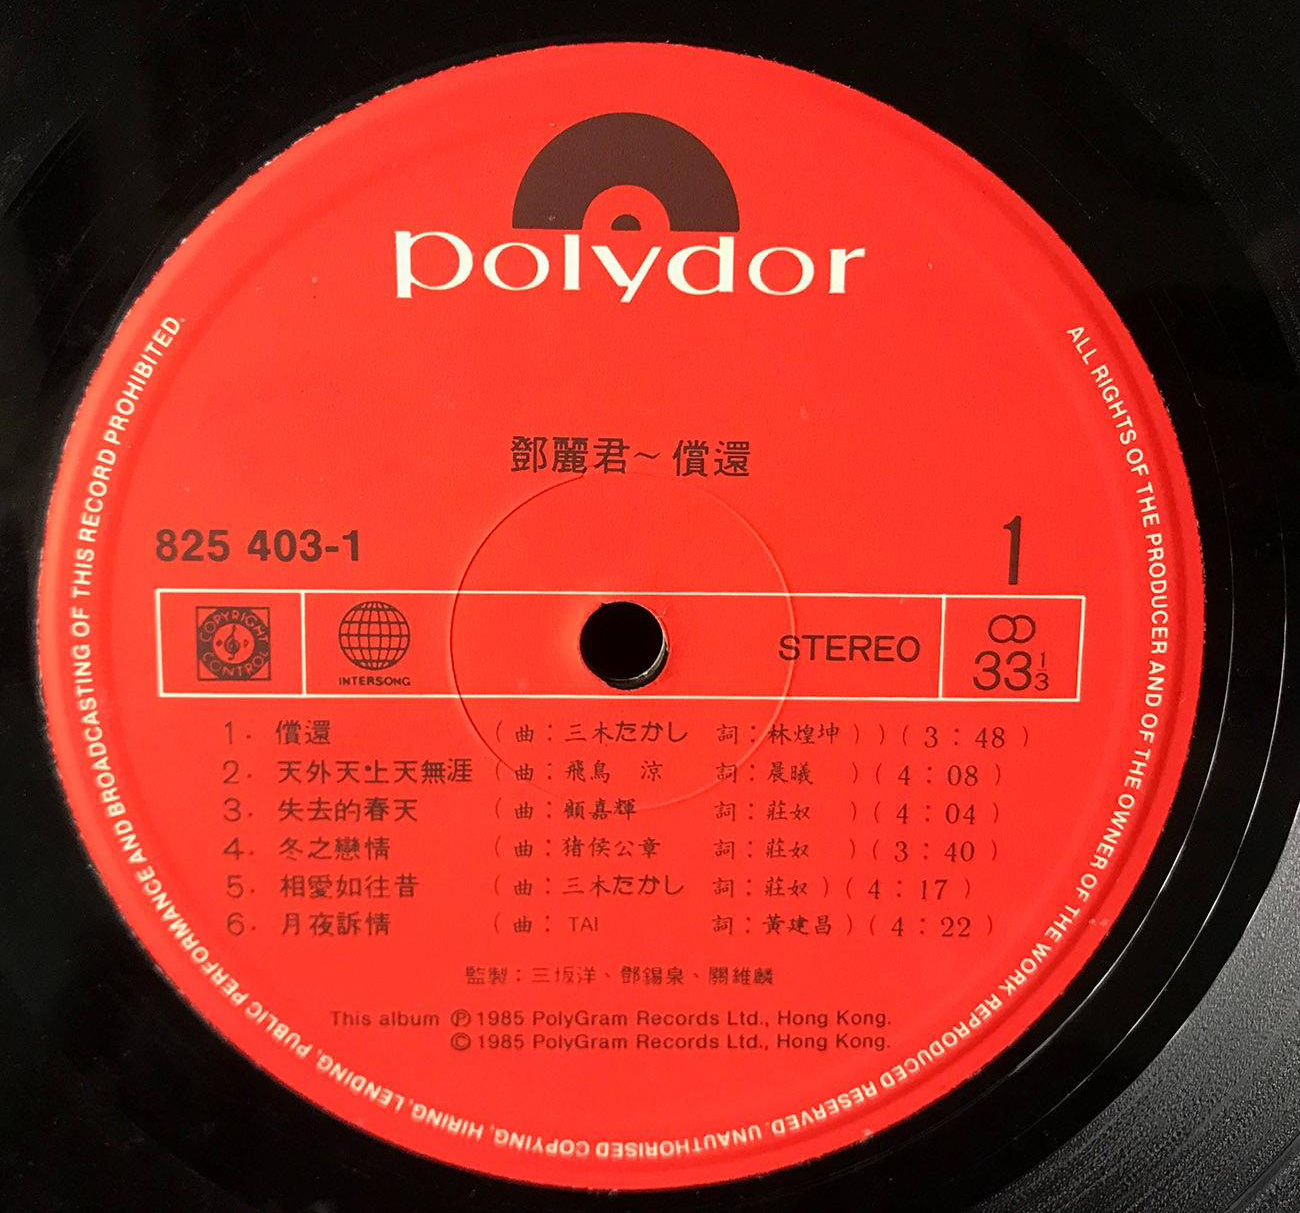 polydor
鄧麗君~償還
825 403-1
1
COPYRIGHT CONTROL
INTERSONG
STEREO
33 1/3
1. 償還 (曲:三木たかし 詞:林煌坤))(3:48)
2. 天外天上天無涯 (曲:飛鳥 涼 詞:晨曦 )(4:08)
3. 失去的春天 (曲:顧嘉輝 詞:莊奴 )(4:04)
4. 冬之戀情 (曲:猪侯公章 詞:莊奴 )(3:40)
5. 相愛如往昔 (曲:三木たかし 詞:莊奴)(4:17)
6. 月夜訴情 (曲:TAI 詞:黃建昌)(4:22)
監製:三坂洋、鄧錫泉、關維麟
This album Ⓟ1985 PolyGram Records Ltd., Hong Kong.
©1985 PolyGram Records Ltd., Hong Kong.
ALL RIGHTS OF THE PRODUCER AND OF THE OWNER OF THE WORK REPRODUCED RESERVED. UNAUTHORISED COPYING, HIRING, LENDING, PUBLIC PERFORMANCE AND BROADCASTING OF THIS RECORD PROHIBITED.